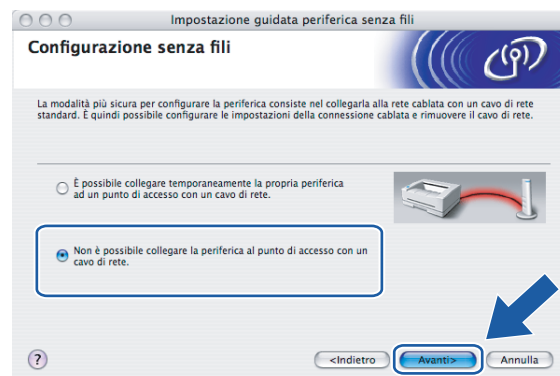 Impostazione guidata periferica senza fili
Configurazione senza fili
La modalità più sicura per configurare la periferica consiste nel collegarla alla rete cablata con un cavo di rete
standard. È quindi possibile configurare le impostazioni della connessione cablata e rimuovere il cavo di rete.
È possibile collegare temporaneamente la propria periferica
ad un punto di accesso con un cavo di rete.
Non è possibile collegare la periferica al punto di accesso con un
cavo di rete.
?
<Indietro
Avanti>
Annulla